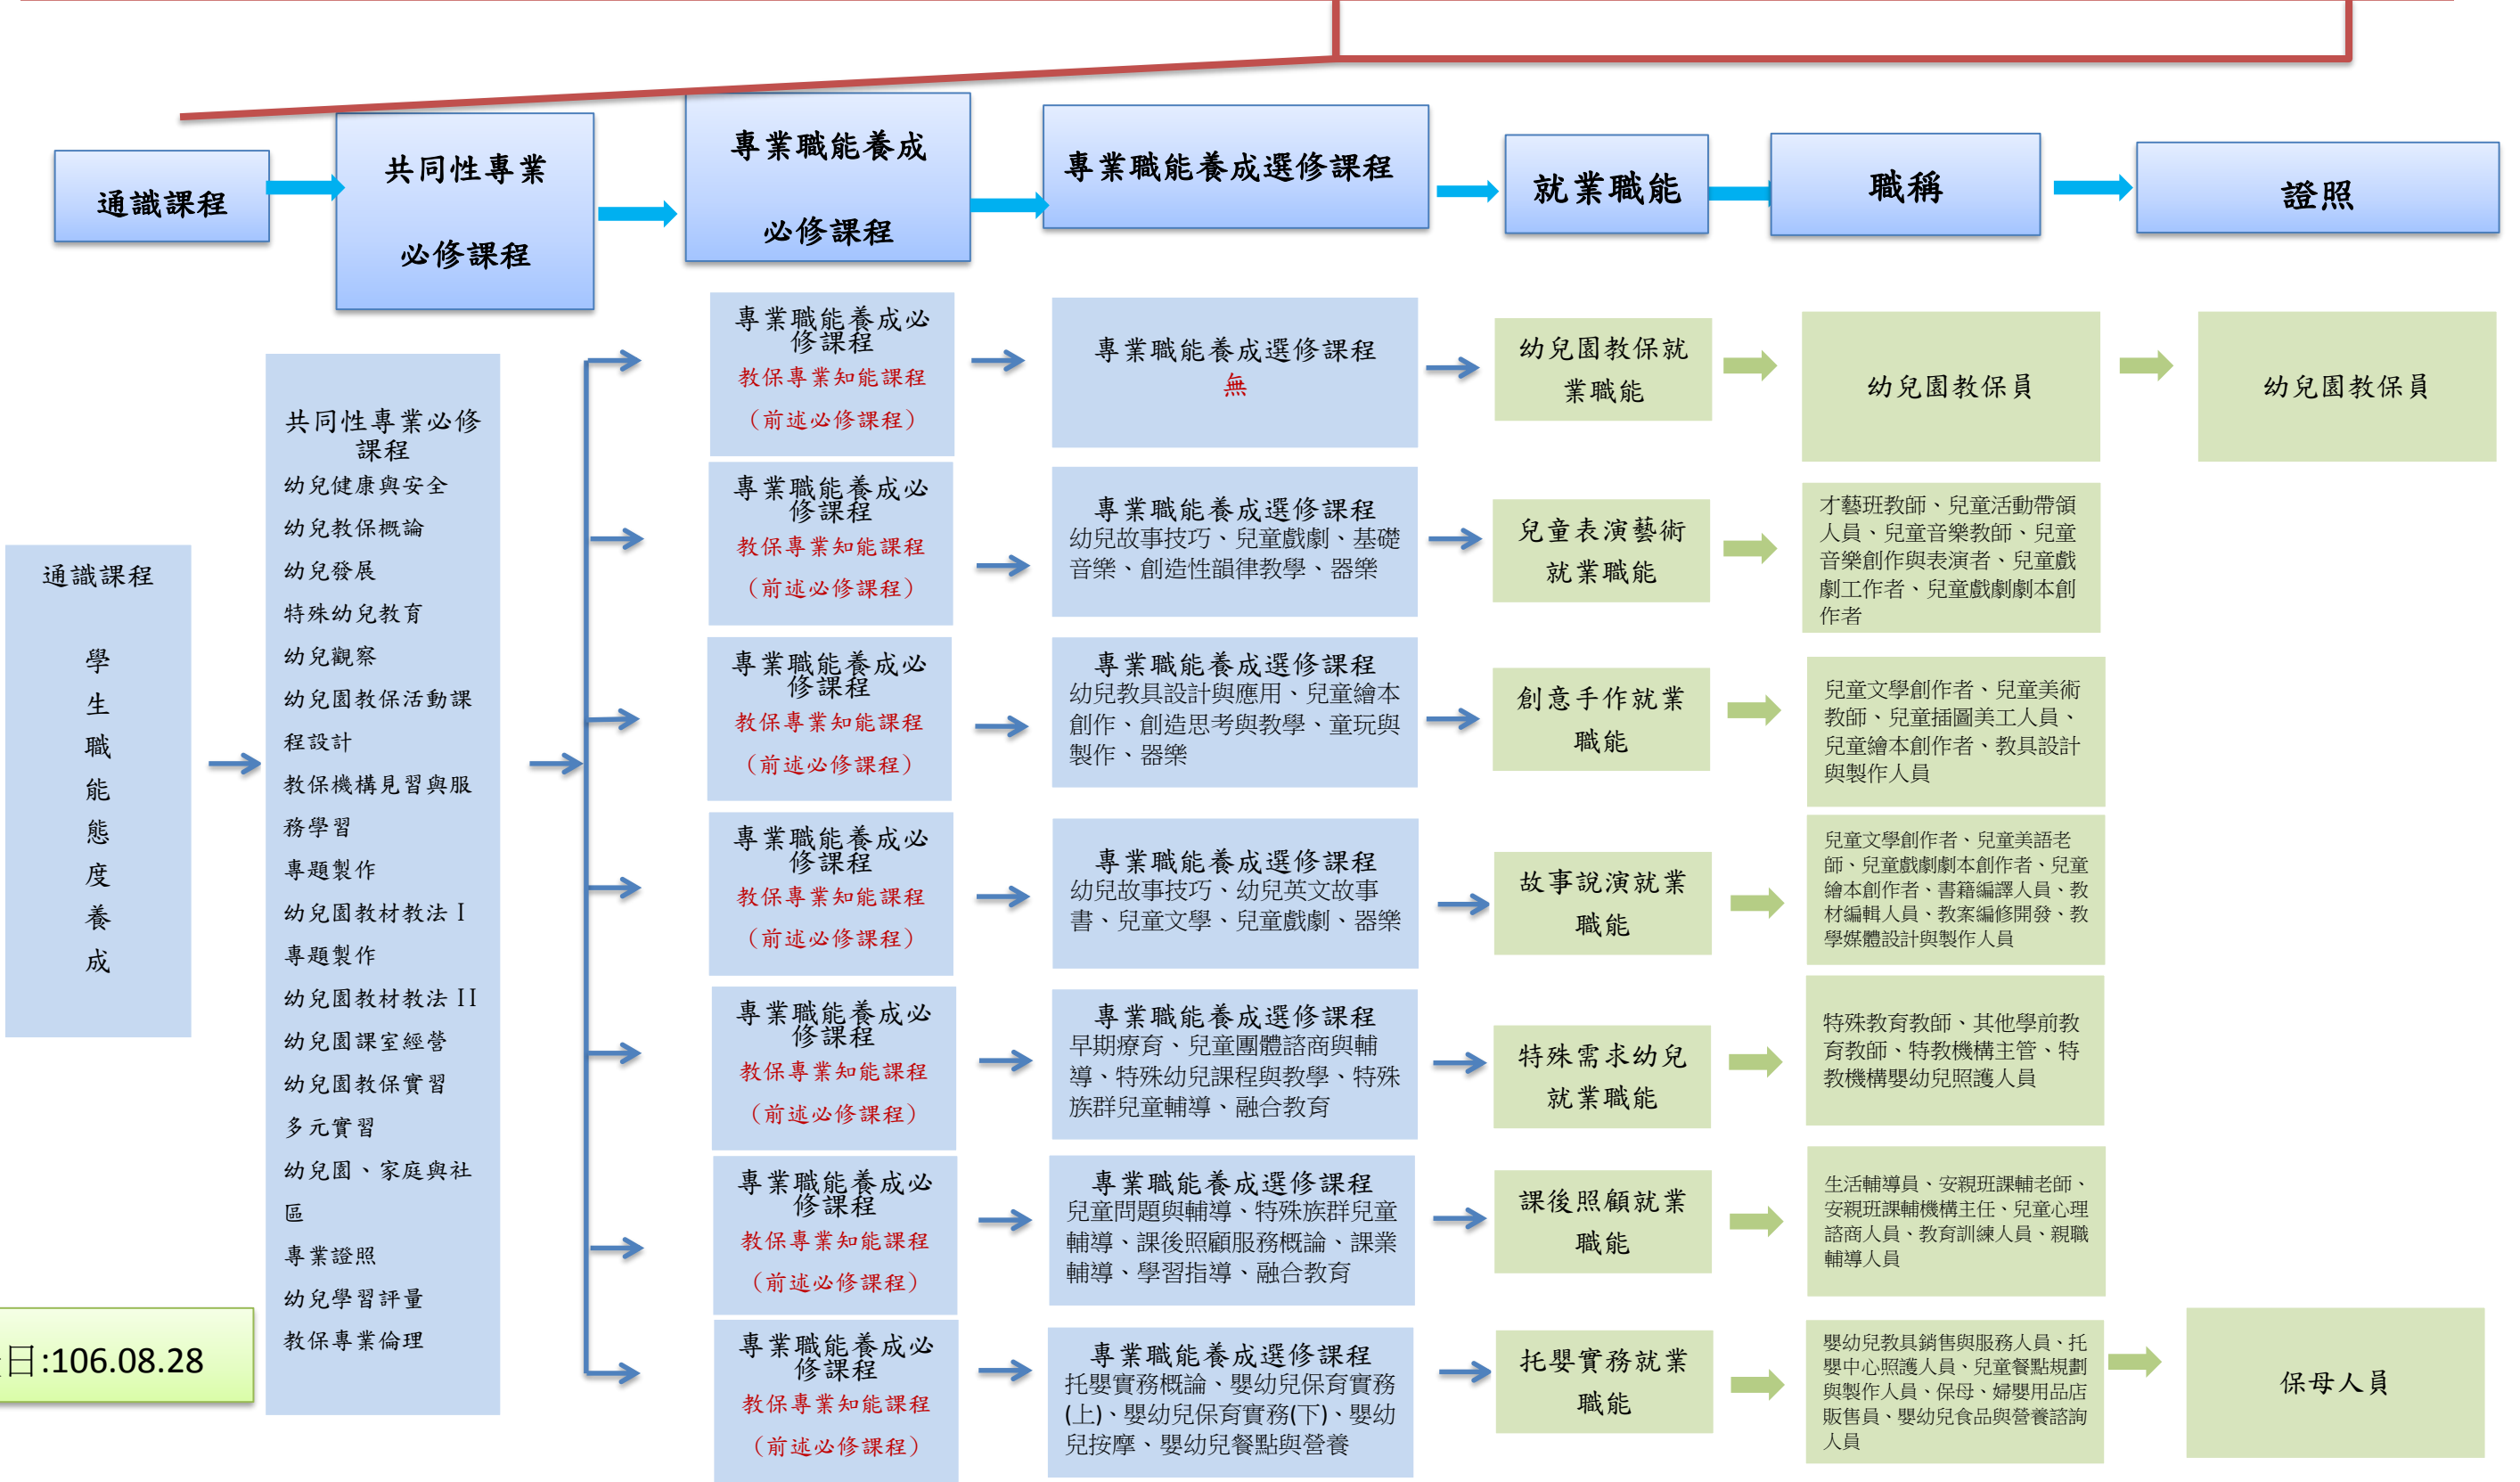 通識課程
共同性專業
必修課程
專業職能養成
必修課程
專業職能養成選修課程
就業職能
職稱
證照
通識課程
學
生
職
能
態
度
養
成
共同性專業必修
課程
幼兒健康與安全
幼兒教保概論
幼兒發展
特殊幼兒教育
幼兒觀察
幼兒園教保活動課
程設計
教保機構見習與服
務學習
專題製作
幼兒園教材教法 I
專題製作
幼兒園教材教法 II
幼兒園課室經營
幼兒園教保實習
多元實習
幼兒園、家庭與社
區
專業證照
幼兒學習評量
教保專業倫理
專業職能養成必
修課程
教保專業知能課程
(前述必修課程)
專業職能養成選修課程
無
幼兒園教保就
業職能
幼兒園教保員
幼兒園教保員
專業職能養成必
修課程
教保專業知能課程
(前述必修課程)
專業職能養成選修課程
幼兒故事技巧、兒童戲劇、基礎
音樂、創造性韻律教學、器樂
兒童表演藝術
就業職能
才藝班教師、兒童活動帶領
人員、兒童音樂教師、兒童
音樂創作與表演者、兒童戲
劇工作者、兒童戲劇劇本創
作者
專業職能養成必
修課程
教保專業知能課程
(前述必修課程)
專業職能養成選修課程
幼兒教具設計與應用、兒童繪本
創作、創造思考與教學、童玩與
製作、器樂
創意手作就業
職能
兒童文學創作者、兒童美術
教師、兒童插圖美工人員、
兒童繪本創作者、教具設計
與製作人員
專業職能養成必
修課程
教保專業知能課程
(前述必修課程)
專業職能養成選修課程
幼兒故事技巧、幼兒英文故事
書、兒童文學、兒童戲劇、器樂
故事說演就業
職能
兒童文學創作者、兒童美語老
師、兒童戲劇劇本創作者、兒童
繪本創作者、書籍編譯人員、教
材編輯人員、教案編修開發、教
學媒體設計與製作人員
專業職能養成必
修課程
教保專業知能課程
(前述必修課程)
專業職能養成選修課程
早期療育、兒童團體諮商與輔
導、特殊幼兒課程與教學、特殊
族群兒童輔導、融合教育
特殊需求幼兒
就業職能
特殊教育教師、其他學前教
育教師、特教機構主管、特
教機構嬰幼兒照護人員
專業職能養成必
修課程
教保專業知能課程
(前述必修課程)
專業職能養成選修課程
兒童問題與輔導、特殊族群兒童
輔導、課後照顧服務概論、課業
輔導、學習指導、融合教育
課後照顧就業
職能
生活輔導員、安親班課輔老師、
安親班課輔機構主任、兒童心理
諮商人員、教育訓練人員、親職
輔導人員
專業職能養成必
修課程
教保專業知能課程
(前述必修課程)
專業職能養成選修課程
托嬰實務概論、嬰幼兒保育實務
(上)、嬰幼兒保育實務(下)、嬰幼
兒按摩、嬰幼兒餐點與營養
托嬰實務就業
職能
嬰幼兒教具銷售與服務人員、托
嬰中心照護人員、兒童餐點規劃
與製作人員、保母、婦嬰用品店
販售員、嬰幼兒食品與營養諮詢
人員
保母人員
日:106.08.28